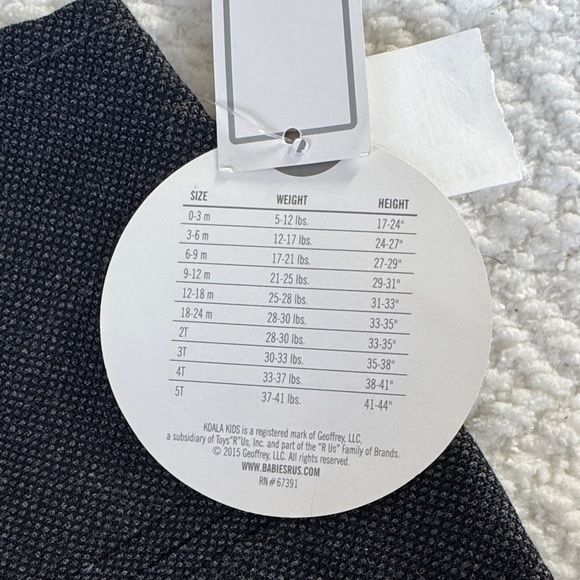 SIZE WEIGHT HEIGHT
0-3 m 5-12 lbs. 17-24"
3-6 m 12-17 lbs. 24-27"
6-9 m 17-21 lbs. 27-29"
9-12 m 21-25 lbs. 29-31"
12-18 m 25-28 lbs. 31-33"
18-24 m 28-30 lbs. 33-35"
2T 28-30 lbs. 33-35"
3T 30-33 lbs. 35-38"
4T 33-37 lbs. 38-41"
5T 37-41 lbs. 41-44"
KOALA KIDS is a registered mark of Geoffrey, LLC,
a subsidiary of Toys"R"Us, Inc. and part of the "R Us" Family of Brands.
© 2015 Geoffrey, LLC. All rights reserved.
WWW.BABIESRUS.COM
RN# 67391